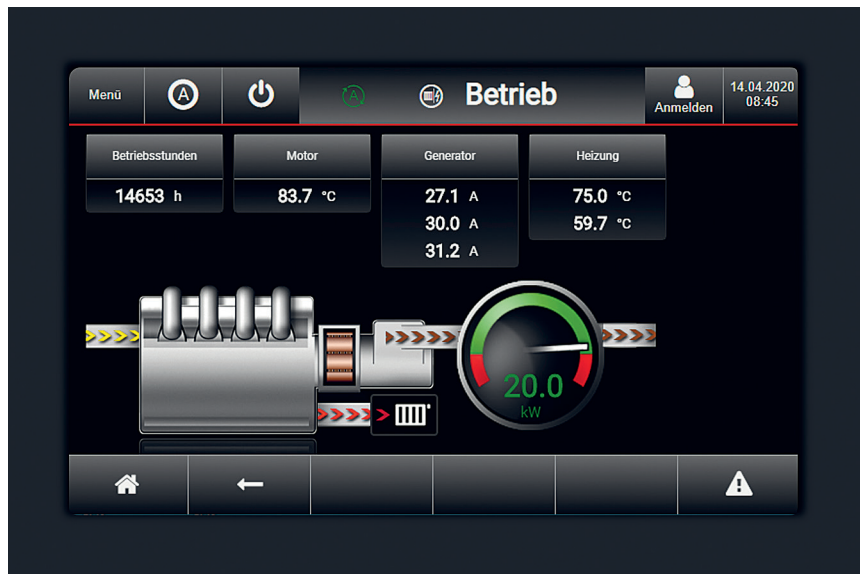 Menü
A
A
Betrieb
Anmelden
14.04.2020
08:45
Betriebsstunden
14653 h
Motor
83.7 °C
Generator
27.1 A
30.0 A
31.2 A
Heizung
75.0 °C
59.7 °C
20.0
kW